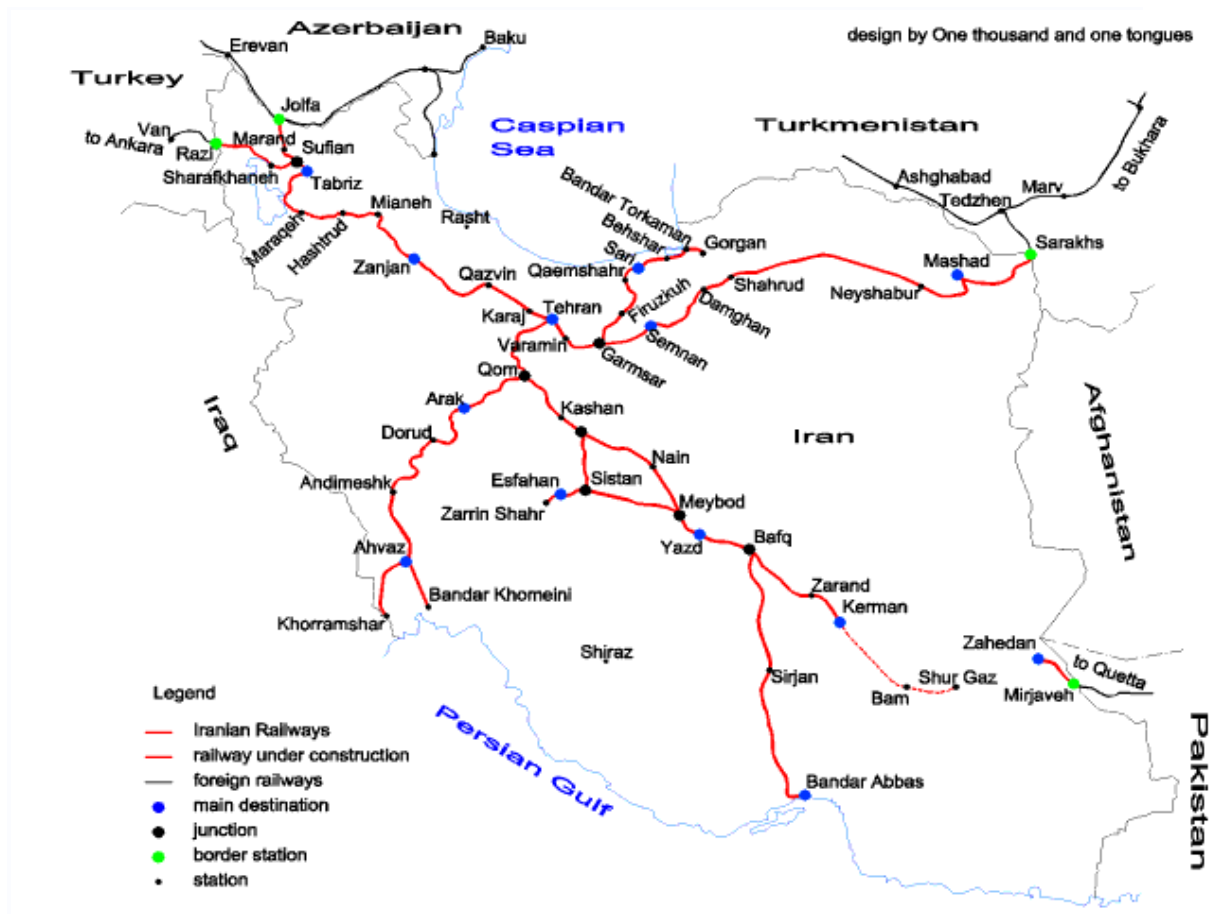 design by One thousand and one tongues
Azerbaijan
Baku
Erevan
Turkey
Jolfa
Van
to Ankara
Razi
Marand
Sufian
Sharafkhaneh
Tabriz
Caspian
Sea
Turkmenistan
to Bukhara
Ashghabad
Marv
Tedzhen
Sarakhs
Maraqeh
Hashtrud
Mianeh
Rasht
Bandar Torkaman
Behshar
Sari
Gorgan
Qaemshahr
Zanjan
Qazvin
Tehran
Karaj
Varamin
Firuzkuh
Garmsar
Semnan
Damghan
Shahrud
Neyshabur
Mashad
Qom
Arak
Kashan
Iraq
Dorud
Iran
Afghanistan
Nain
Andimeshk
Esfahan
Sistan
Zarrin Shahr
Meybod
Yazd
Bafq
Ahvaz
Zarand
Kerman
Bandar Khomeini
Khorramshar
Shiraz
Sirjan
Bam
Shur Gaz
Zahedan
to Quetta
Mirjaveh
Pakistan
Persian Gulf
Bandar Abbas
Legend
Iranian Railways
railway under construction
foreign railways
main destination
junction
border station
station